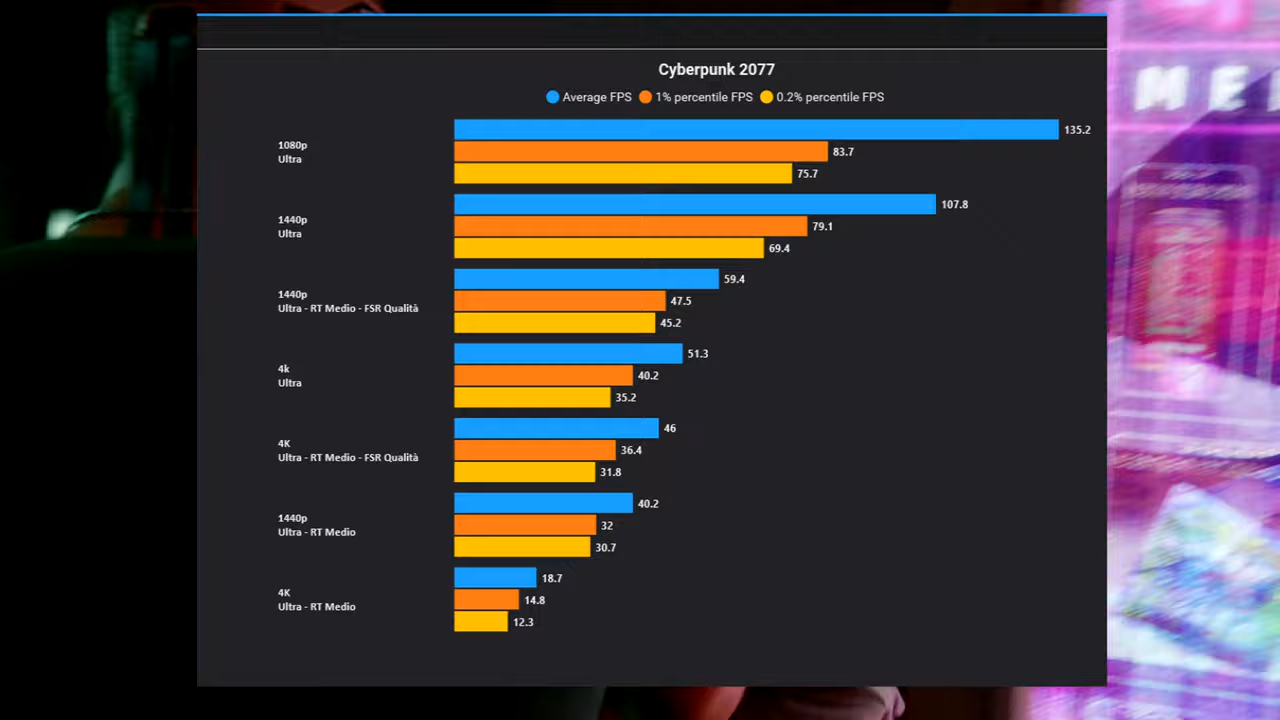 Cyberpunk 2077
Average FPS 1% percentile FPS 0.2% percentile FPS
1080p
Ultra
135.2
83.7
75.7
1440p
Ultra
107.8
79.1
69.4
1440p
Ultra - RT Medio - FSR Qualità
59.4
47.5
45.2
4k
Ultra
51.3
40.2
35.2
4K
Ultra - RT Medio - FSR Qualità
46
36.4
31.8
1440p
Ultra - RT Medio
40.2
32
30.7
4K
Ultra - RT Medio
18.7
14.8
12.3